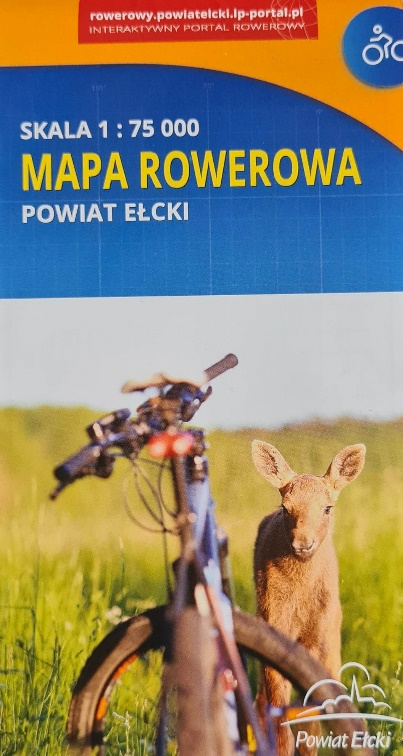 rowerowy.powiatelcki.lp-portal.pl
INTERAKTYWNY PORTAL ROWEROWY
SKALA 1 : 75 000
MAPA ROWEROWA
POWIAT EŁCKI
Powiat Ełcki